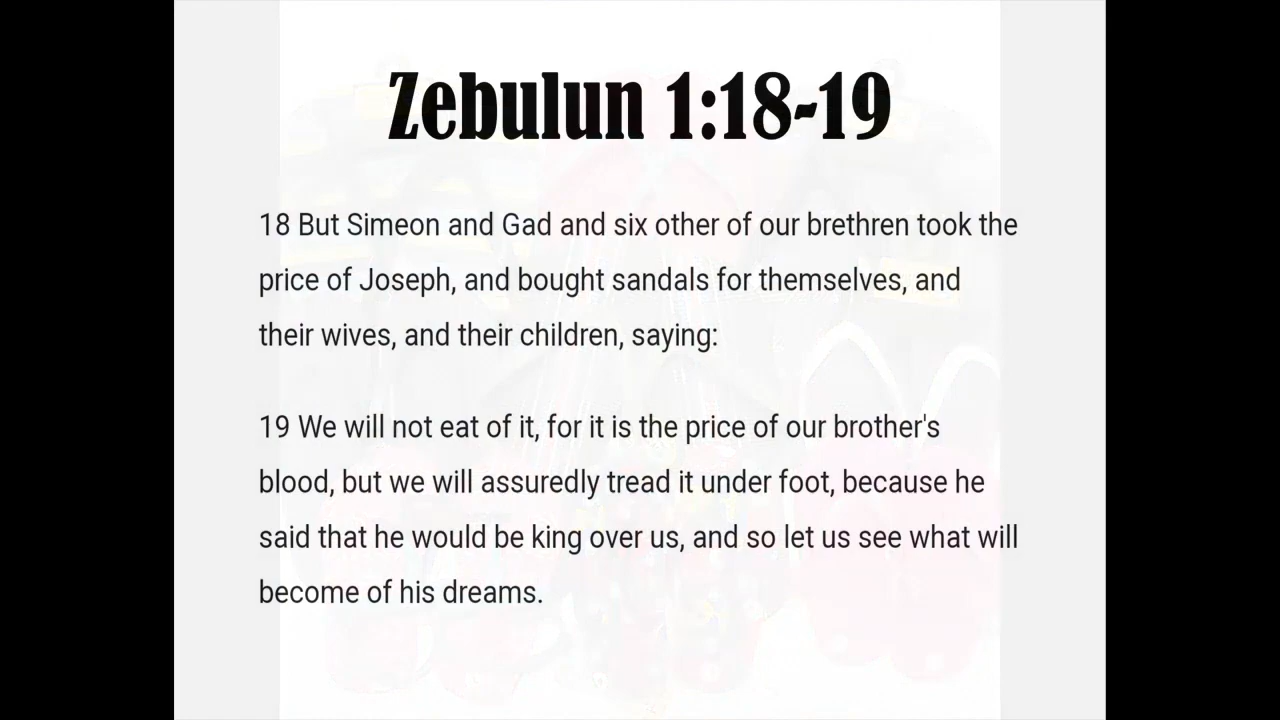 Zebulun 1:18-19
18 But Simeon and Gad and six other of our brethren took the
price of Joseph, and bought sandals for themselves, and
their wives, and their children, saying:
19 We will not eat of it, for it is the price of our brother's
blood, but we will assuredly tread it under foot, because he
said that he would be king over us, and so let us see what will
become of his dreams.